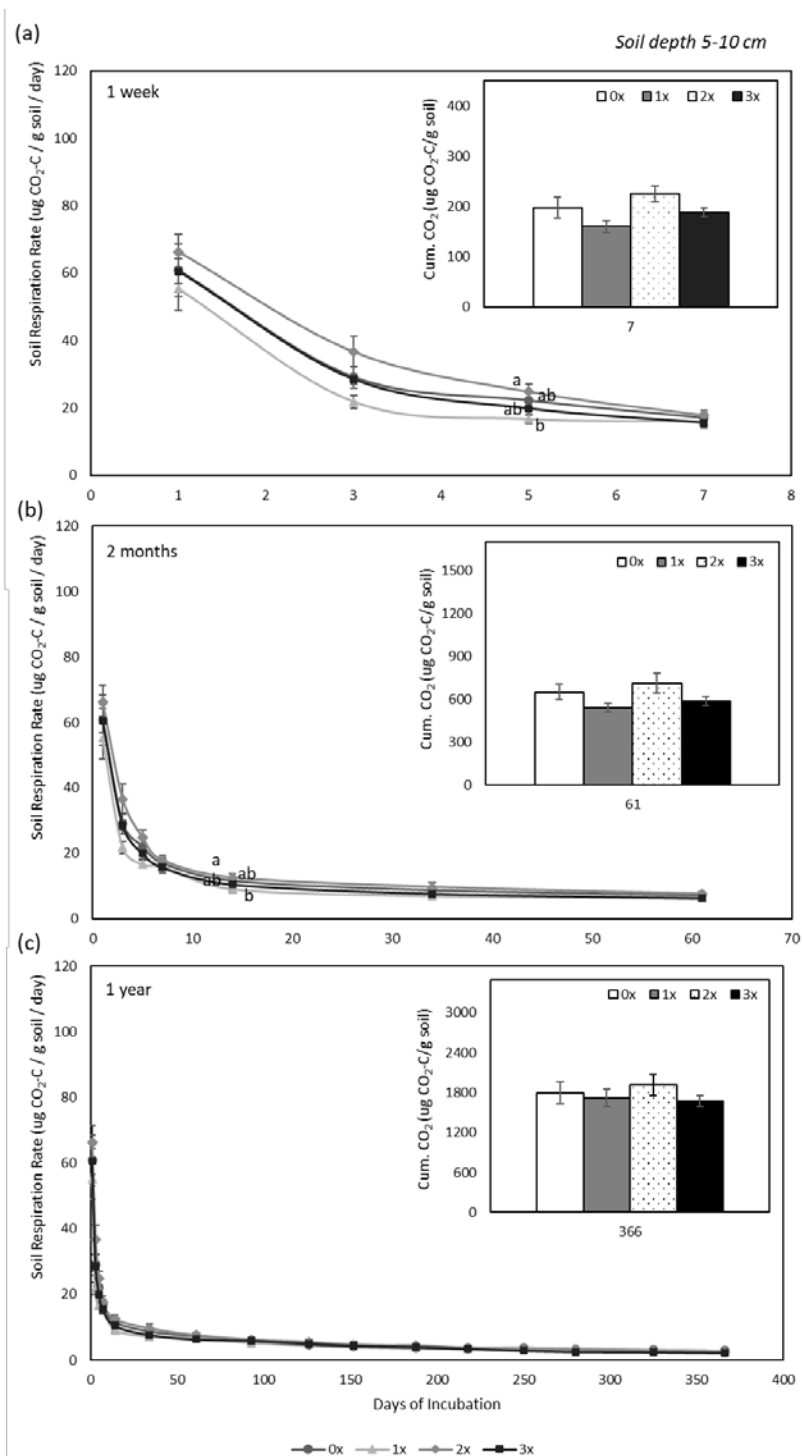 (a)
Soil depth 5-10 cm
Soil Respiration Rate (ug CO₂-C / g soil / day)
120
100
80
60
40
20
0
1 week
a
ab
ab
b
0 1 2 3 4 5 6 7 8
0x 1x 2x 3x
Cum. CO₂ (ug CO₂-C/g soil)
400
300
200
100
0
7
(b)
Soil Respiration Rate (ug CO₂-C / g soil / day)
120
100
80
60
40
20
0
2 months
a
ab
ab
b
0 10 20 30 40 50 60 70
0x 1x 2x 3x
Cum. CO₂ (ug CO₂-C/g soil)
1500
1200
900
600
300
0
61
(c)
Soil Respiration Rate (ug CO₂-C / g soil / day)
120
100
80
60
40
20
0
1 year
0 50 100 150 200 250 300 350 400
Days of Incubation
0x 1x 2x 3x
Cum. CO₂ (ug CO₂-C/g soil)
3000
2400
1800
1200
600
0
366
0x 1x 2x 3x